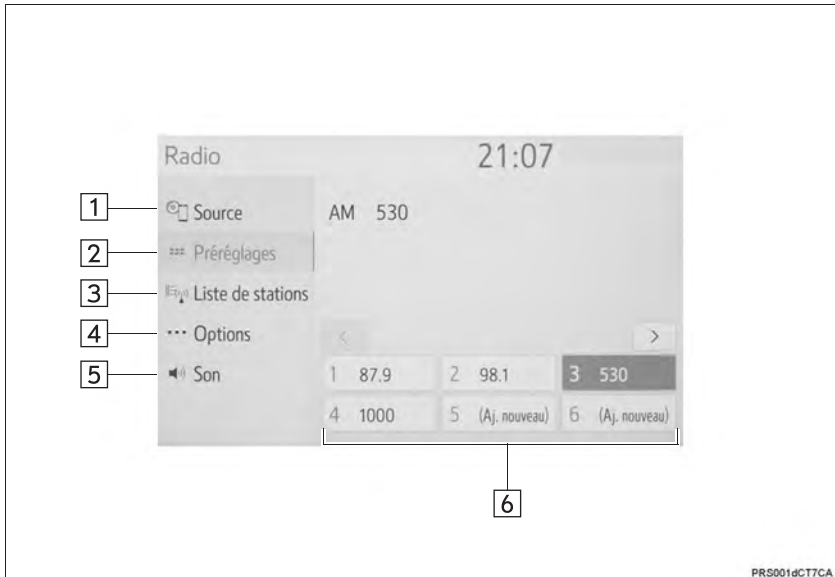 Radio 21:07
1 Source AM 530
2 Préréglages
3 Liste de stations
4 ... Options < >
5 Son 1 87.9 2 98.1 3 530
4 1000 5 (Aj. nouveau) 6 (Aj. nouveau)
6
PRS001dCT7CA